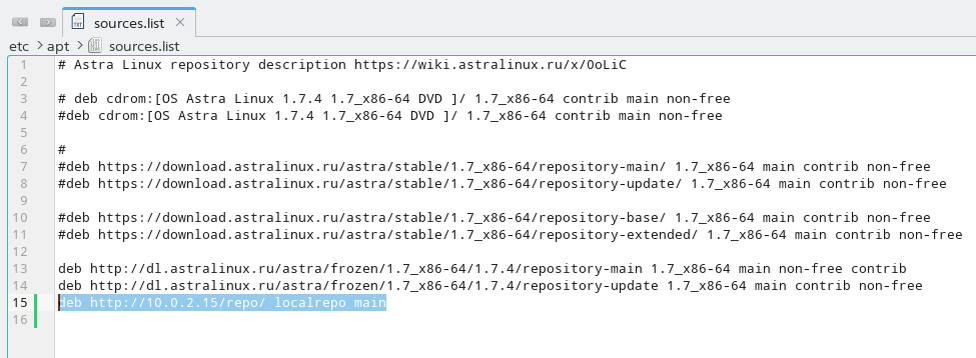 sources.list
etc > apt > sources.list
1 # Astra Linux repository description https://wiki.astralinux.ru/x/0oLiC
2
3 # deb cdrom:[OS Astra Linux 1.7.4 1.7_x86-64 DVD ]/ 1.7_x86-64 contrib main non-free
4 #deb cdrom:[OS Astra Linux 1.7.4 1.7_x86-64 DVD ]/ 1.7_x86-64 contrib main non-free
5
6 #
7 #deb https://download.astralinux.ru/astra/stable/1.7_x86-64/repository-main/ 1.7_x86-64 main contrib non-free
8 #deb https://download.astralinux.ru/astra/stable/1.7_x86-64/repository-update/ 1.7_x86-64 main contrib non-free
9
10 #deb https://download.astralinux.ru/astra/stable/1.7_x86-64/repository-base/ 1.7_x86-64 main contrib non-free
11 #deb https://download.astralinux.ru/astra/stable/1.7_x86-64/repository-extended/ 1.7_x86-64 main contrib non-free
12
13 deb http://dl.astralinux.ru/astra/frozen/1.7_x86-64/1.7.4/repository-main 1.7_x86-64 main non-free contrib
14 deb http://dl.astralinux.ru/astra/frozen/1.7_x86-64/1.7.4/repository-update 1.7_x86-64 main contrib non-free
15 deb http://10.0.2.15/repo/ localrepo main
16